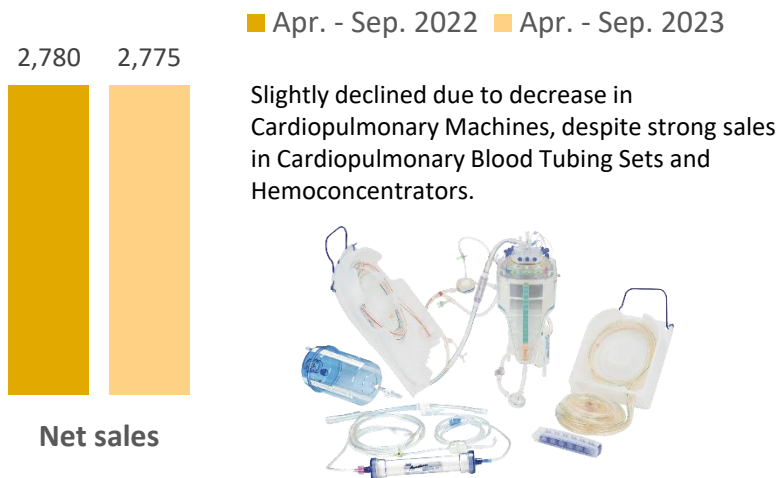 Apr. - Sep. 2022 Apr. - Sep. 2023
2,780 2,775
Slightly declined due to decrease in
Cardiopulmonary Machines, despite strong sales
in Cardiopulmonary Blood Tubing Sets and
Hemoconcentrators.
Net sales